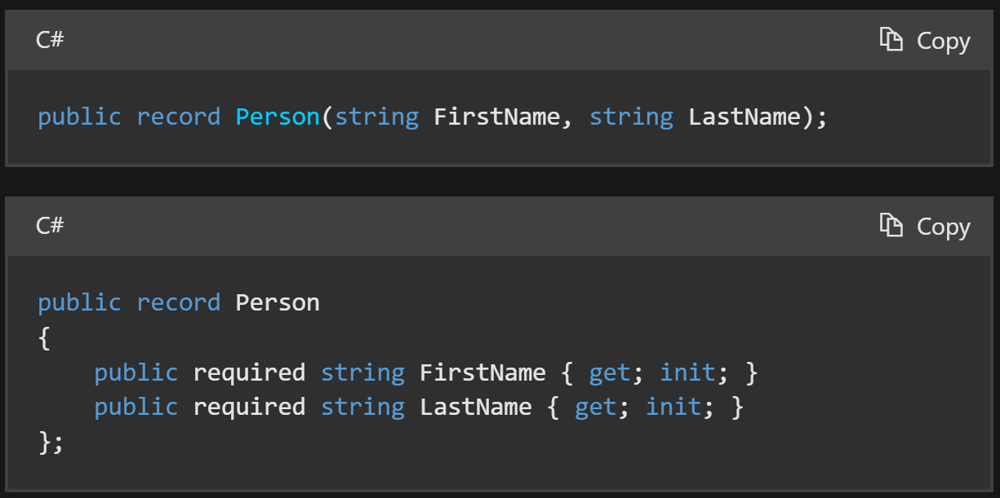 C#
Copy
public record Person(string FirstName, string LastName);
C#
Copy
public record Person
{
    public required string FirstName { get; init; }
    public required string LastName { get; init; }
};